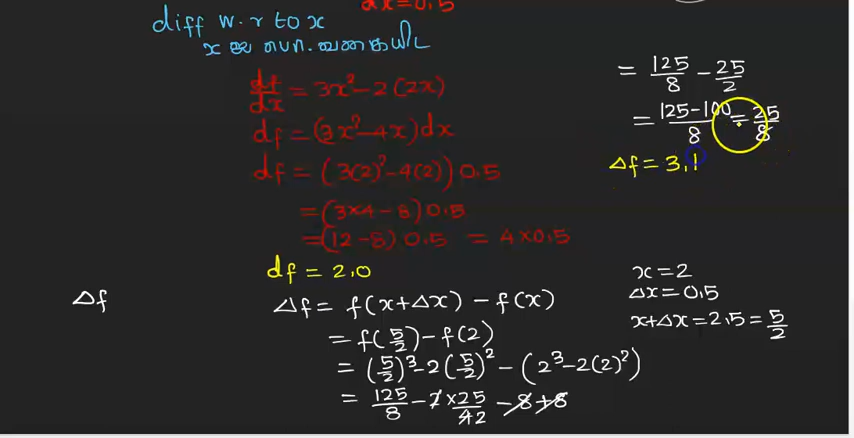 dx = 0.5
diff w.r to x
x ஐ பொ. வகையிட
df/dx = 3x² - 2(2x)
df = (3x² - 4x) dx
df = (3(2)² - 4(2)) 0.5
= (3×4 - 8) 0.5
= (12 - 8) 0.5 = 4 × 0.5
df = 2.0
Δf
Δf = f(x+Δx) - f(x)
= f(5/2) - f(2)
= (5/2)³ - 2(5/2)² - (2³ - 2(2)²)
= 125/8 - 2 × 25/42 - 8 + 8
= 125/8 - 25/2
= 125-100/8 = 25/8
Δf = 3.1
x = 2
Δx = 0.5
x+Δx = 2.5 = 5/2